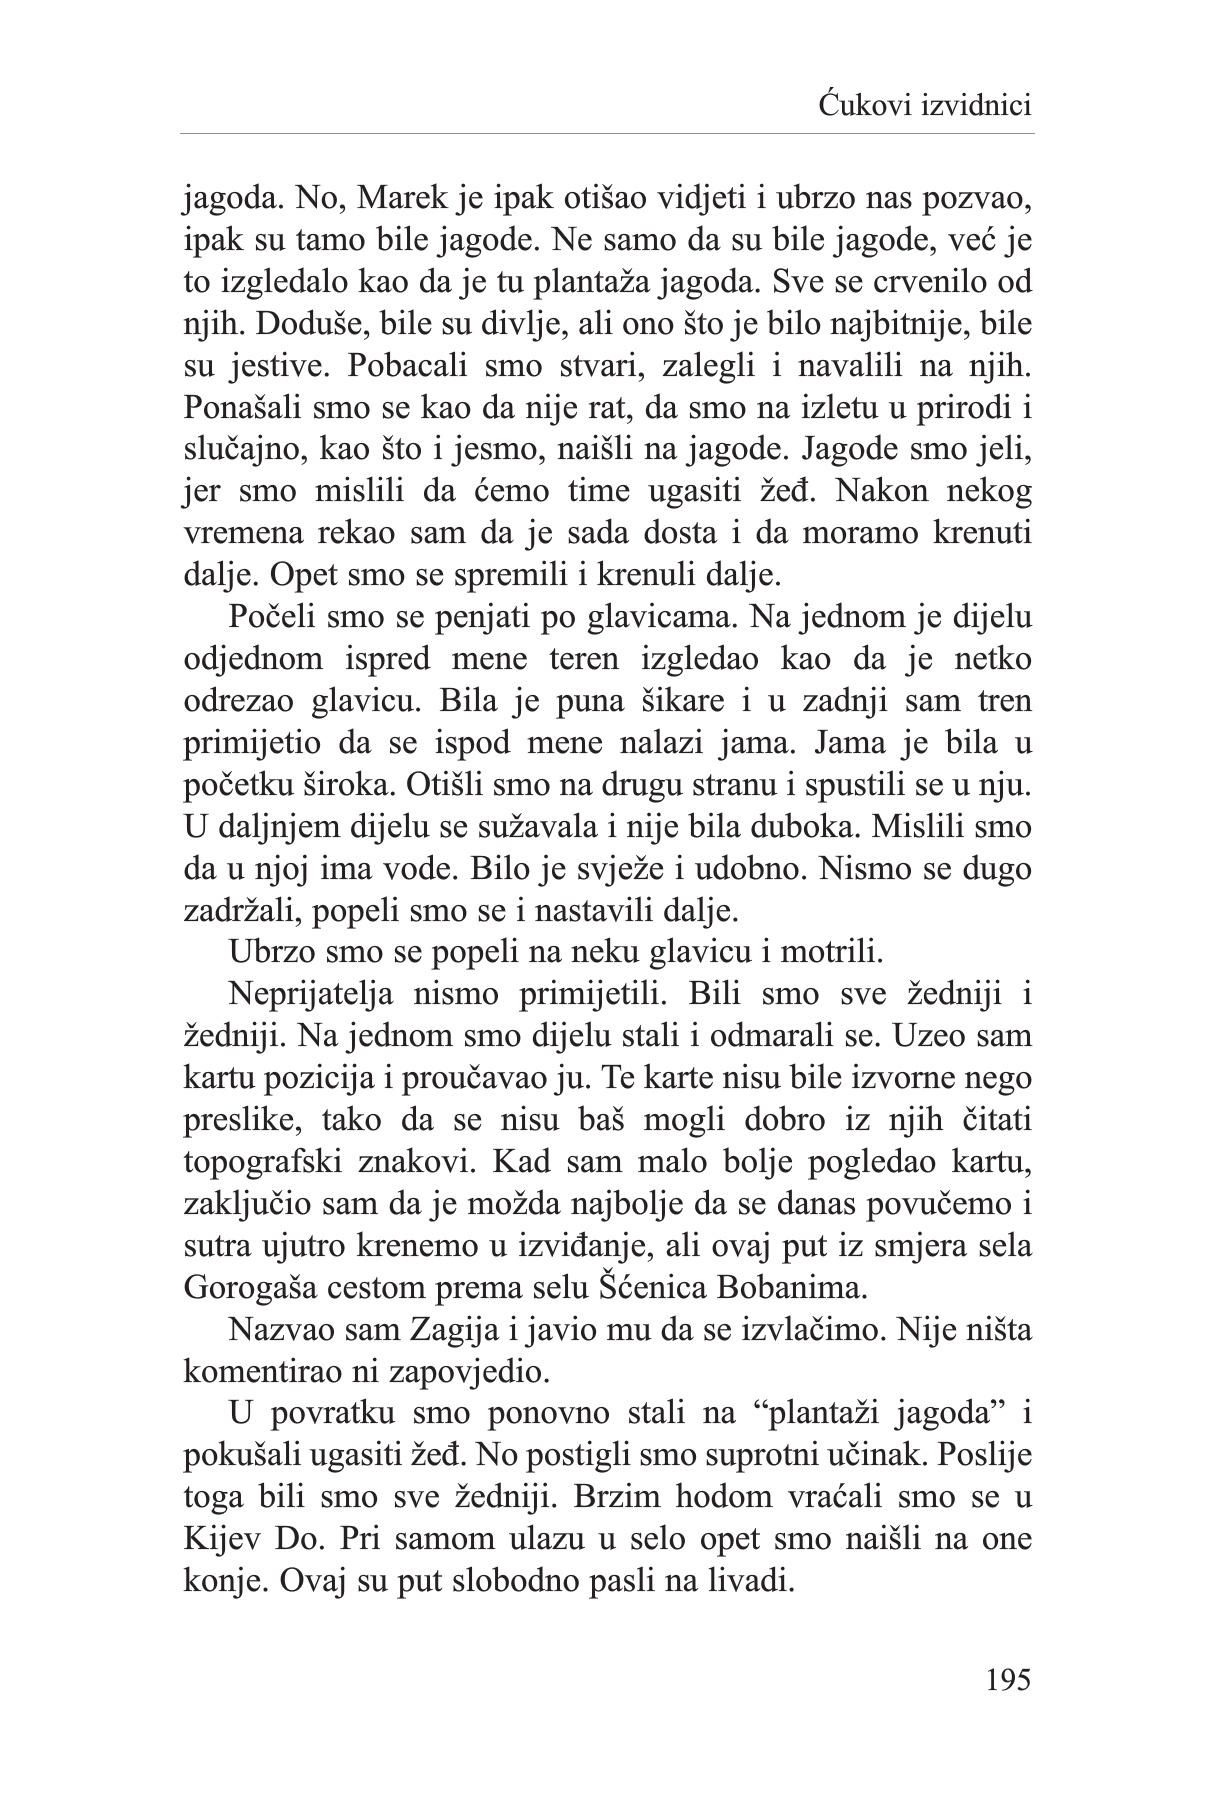 Ćukovi izvidnici
jagoda. No, Marek je ipak otišao vidjeti i ubrzo nas pozvao,
ipak su tamo bile jagode. Ne samo da su bile jagode, već je
to izgledalo kao da je tu plantaža jagoda. Sve se crvenilo od
njih. Doduše, bile su divlje, ali ono što je bilo najbitnije, bile
su jestive. Pobacali smo stvari, zalegli i navalili na njih.
Ponašali smo se kao da nije rat, da smo na izletu u prirodi i
slučajno, kao što i jesmo, naišli na jagode. Jagode smo jeli,
jer smo mislili da ćemo time ugasiti žeđ. Nakon nekog
vremena rekao sam da je sada dosta i da moramo krenuti
dalje. Opet smo se spremili i krenuli dalje.
Počeli smo se penjati po glavicama. Na jednom je dijelu
odjednom ispred mene teren izgledao kao da je netko
odrezao glavicu. Bila je puna šikare i u zadnji sam tren
primijetio da se ispod mene nalazi jama. Jama je bila u
početku široka. Otišli smo na drugu stranu i spustili se u nju.
U daljnjem dijelu se sužavala i nije bila duboka. Mislili smo
da u njoj ima vode. Bilo je svježe i udobno. Nismo se dugo
zadržali, popeli smo se i nastavili dalje.
Ubrzo smo se popeli na neku glavicu i motrili.
Neprijatelja nismo primijetili. Bili smo sve žedniji i
žedniji. Na jednom smo dijelu stali i odmarali se. Uzeo sam
kartu pozicija i proučavao ju. Te karte nisu bile izvorne nego
preslike, tako da se nisu baš mogli dobro iz njih čitati
topografski znakovi. Kad sam malo bolje pogledao kartu,
zaključio sam da je možda najbolje da se danas povučemo i
sutra ujutro krenemo u izviđanje, ali ovaj put iz smjera sela
Gorogaša cestom prema selu Šćenica Bobanima.
Nazvao sam Zagija i javio mu da se izvlačimo. Nije ništa
komentirao ni zapovjedio.
U povratku smo ponovno stali na “plantaži jagoda” i
pokušali ugasiti žeđ. No postigli smo suprotni učinak. Poslije
toga bili smo sve žedniji. Brzim hodom vraćali smo se u
Kijev Do. Pri samom ulazu u selo opet smo naišli na one
konje. Ovaj su put slobodno pasli na livadi.
195